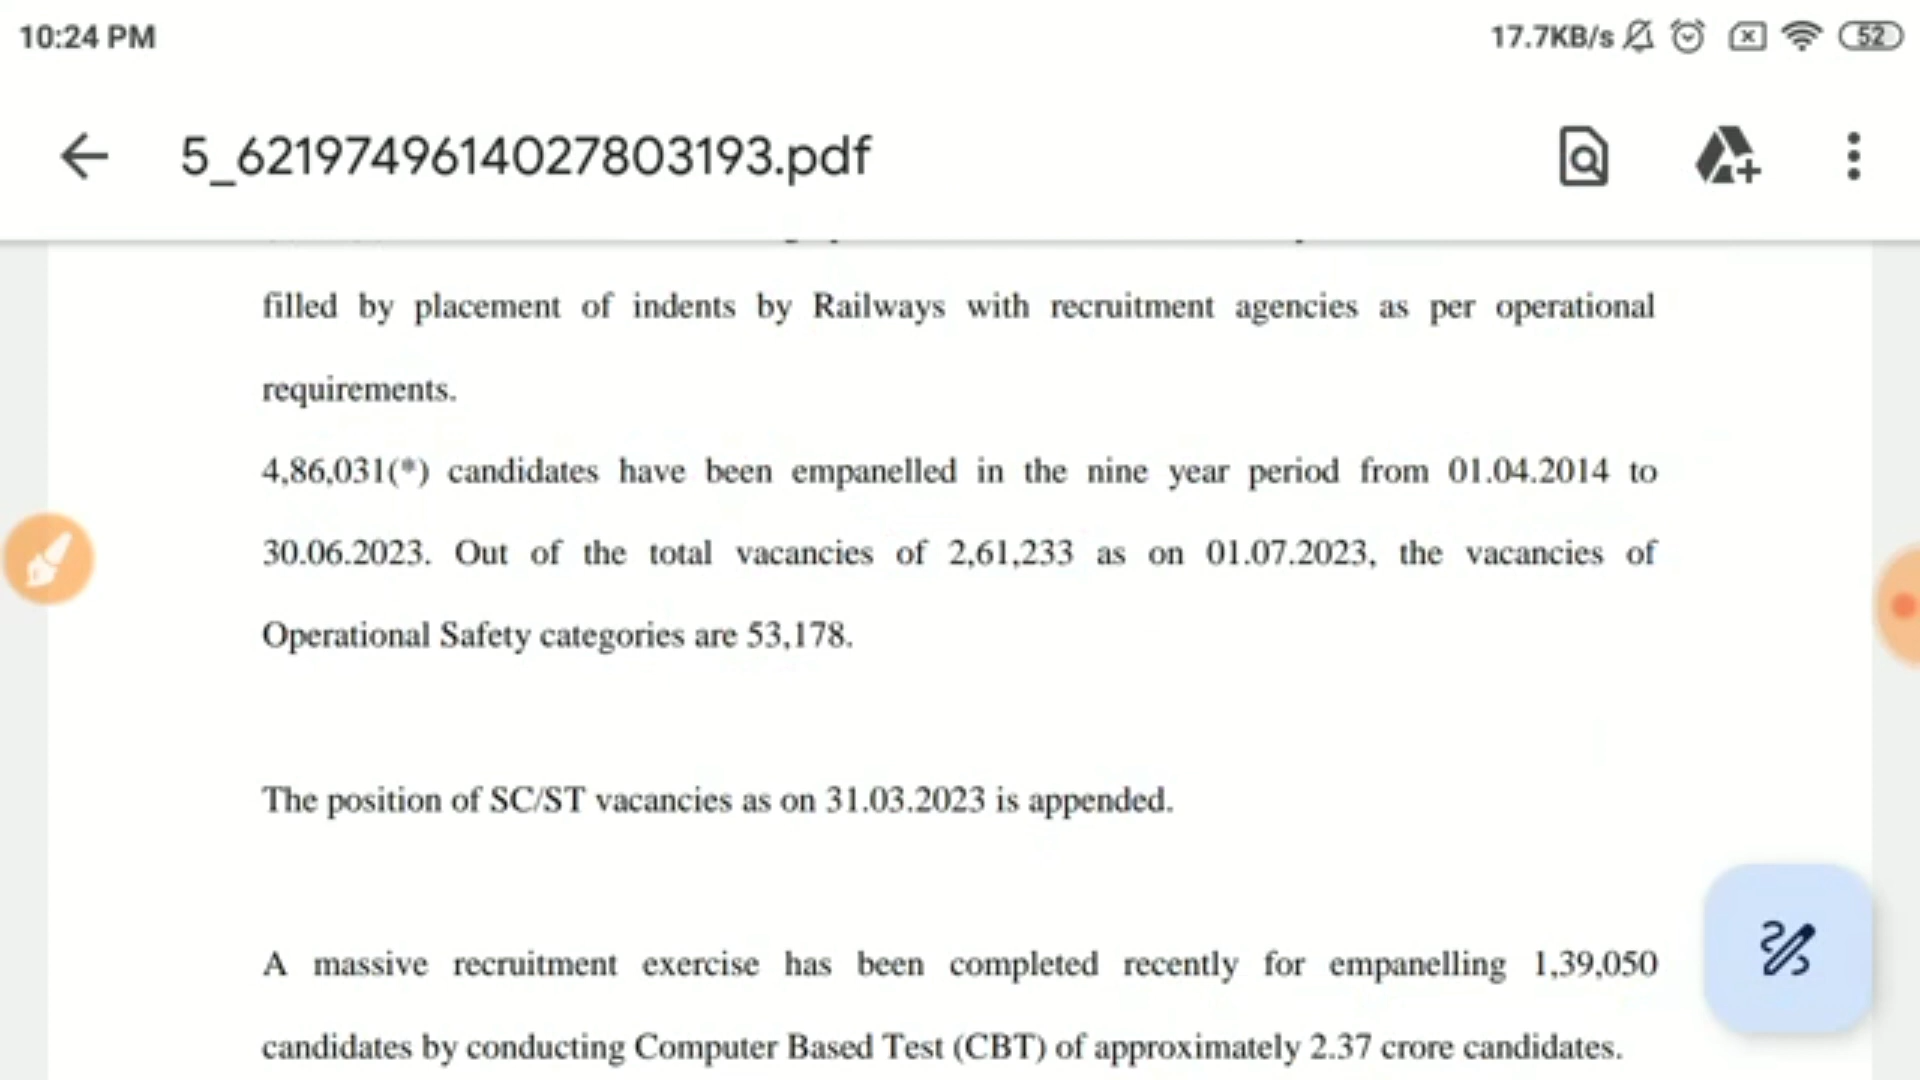 10:24 PM
17.7KB/s
52
5_6219749614027803193.pdf
filled by placement of indents by Railways with recruitment agencies as per operational
requirements.
4,86,031(*) candidates have been empanelled in the nine year period from 01.04.2014 to
30.06.2023. Out of the total vacancies of 2,61,233 as on 01.07.2023, the vacancies of
Operational Safety categories are 53,178.
The position of SC/ST vacancies as on 31.03.2023 is appended.
A massive recruitment exercise has been completed recently for empanelling 1,39,050
candidates by conducting Computer Based Test (CBT) of approximately 2.37 crore candidates.